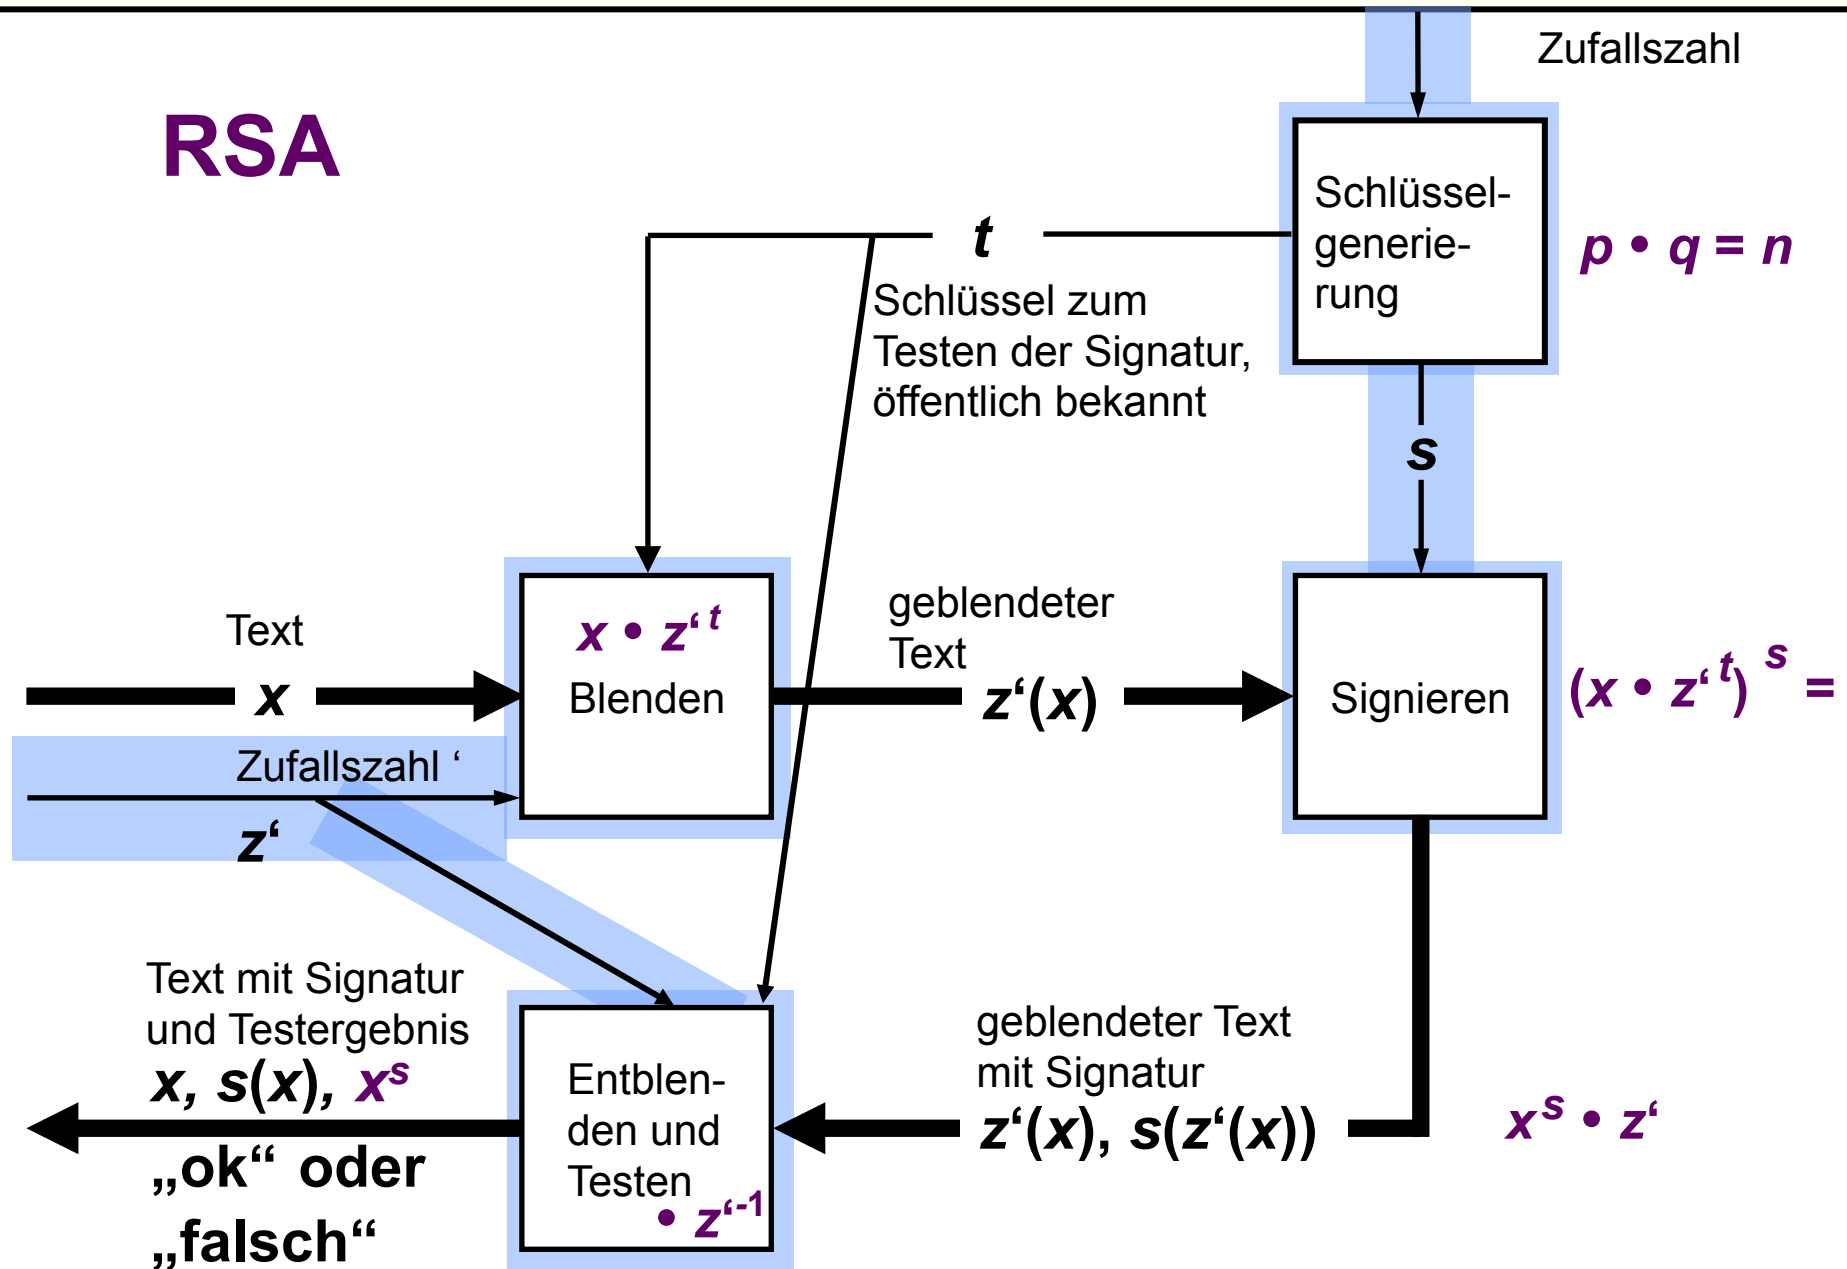 Zufallszahl
RSA
Schlüssel-
generie-
rung
p • q = n
t
Schlüssel zum
Testen der Signatur,
öffentlich bekannt
s
Text
x
x • z‘ᵗ
Blenden
geblendeter
Text
z‘(x)
Signieren
(x • z‘ᵗ)ˢ =
Zufallszahl ‘
z‘
Text mit Signatur
und Testergebnis
x, s(x), xˢ
„ok“ oder
„falsch“
Entblen-
den und
Testen
• z‘⁻¹
geblendeter Text
mit Signatur
z‘(x), s(z‘(x))
xˢ • z‘